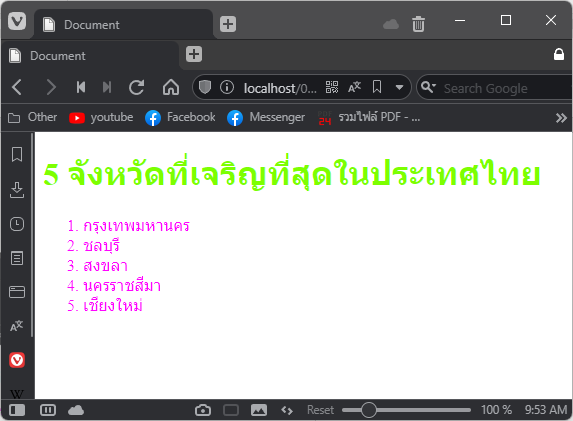 Document
Document
localhost/0...
Search Google
Other youtube Facebook Messenger รวมไฟล์ PDF - ...
5 จังหวัดที่เจริญที่สุดในประเทศไทย
1. กรุงเทพมหานคร
2. ชลบุรี
3. สงขลา
4. นครราชสีมา
5. เชียงใหม่
W
Reset 100 % 9:53 AM